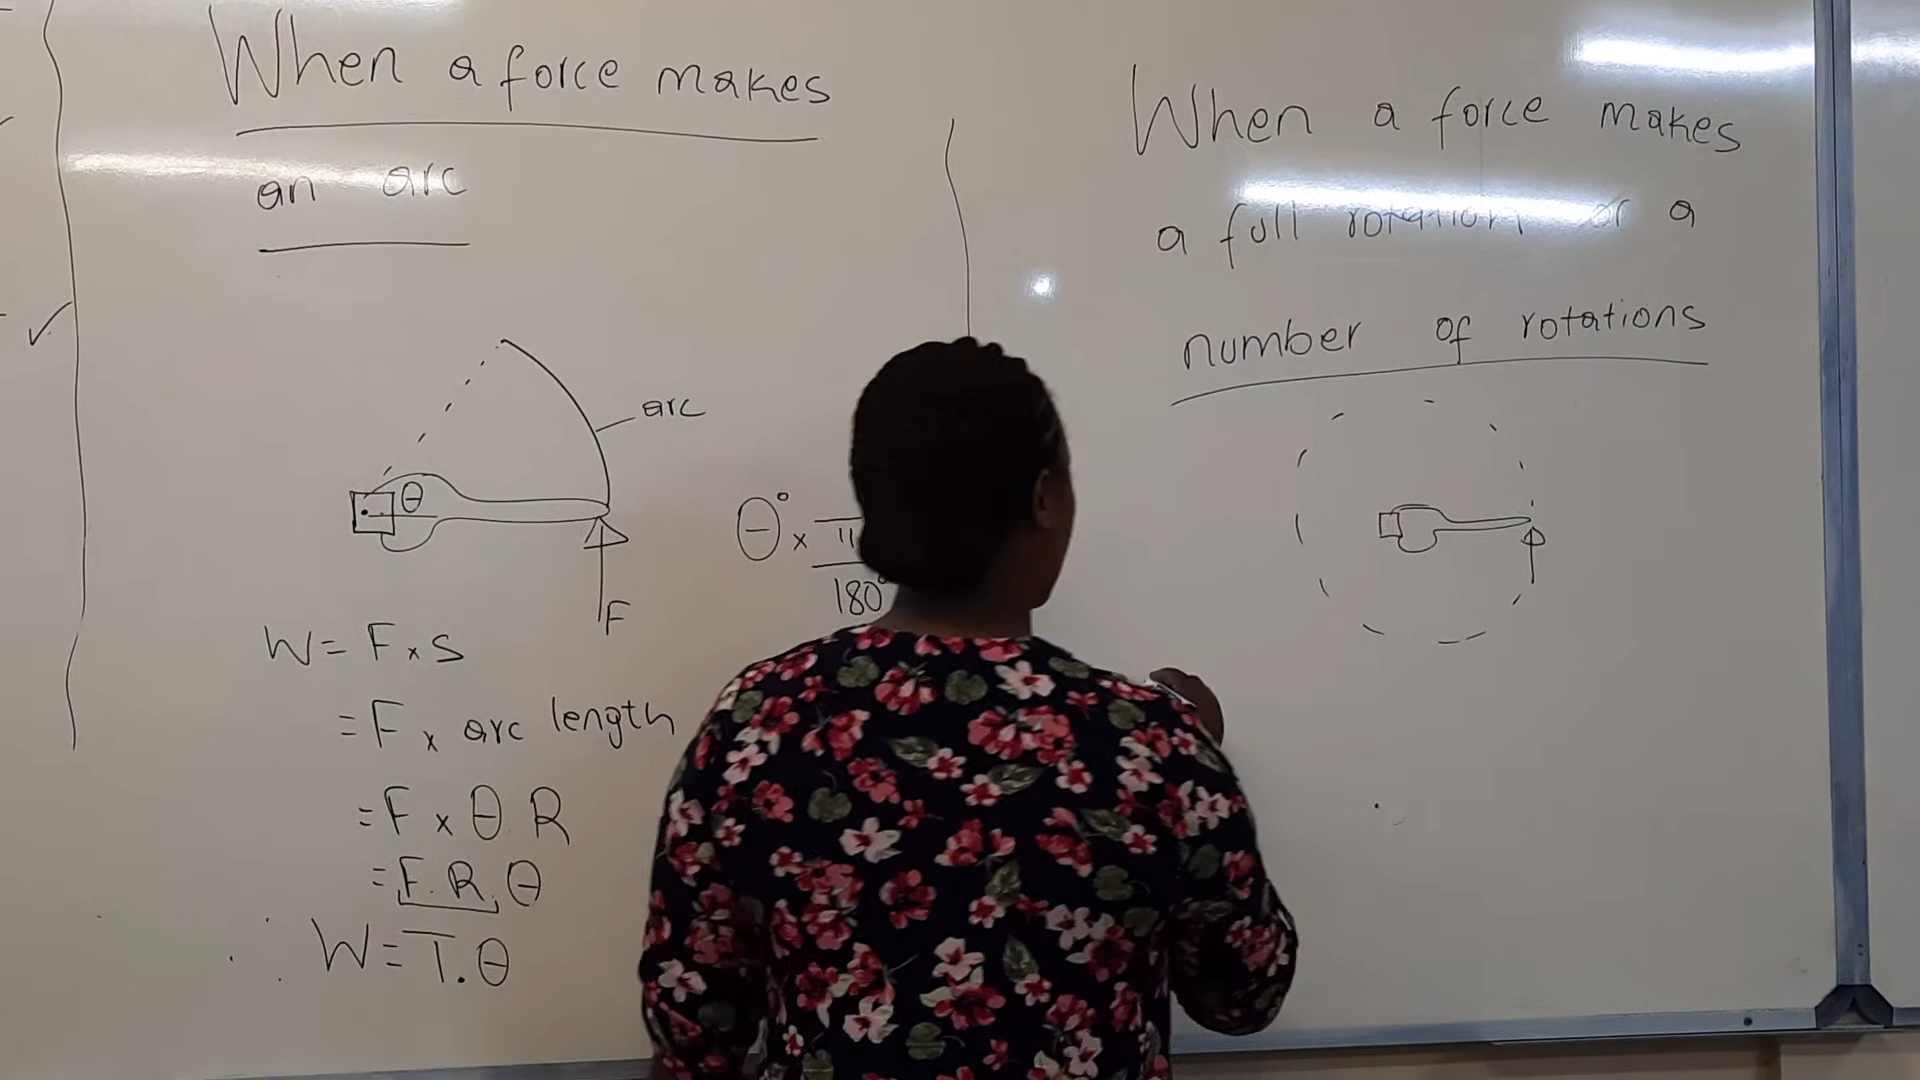 When a force makes
an arc
arc
θ
θ° ×
180°
F
W = F × S
= F × arc length
= F × θ. R
= F. R. θ
∴ W = T. θ
When a force makes
a full rotation or a
number of rotations